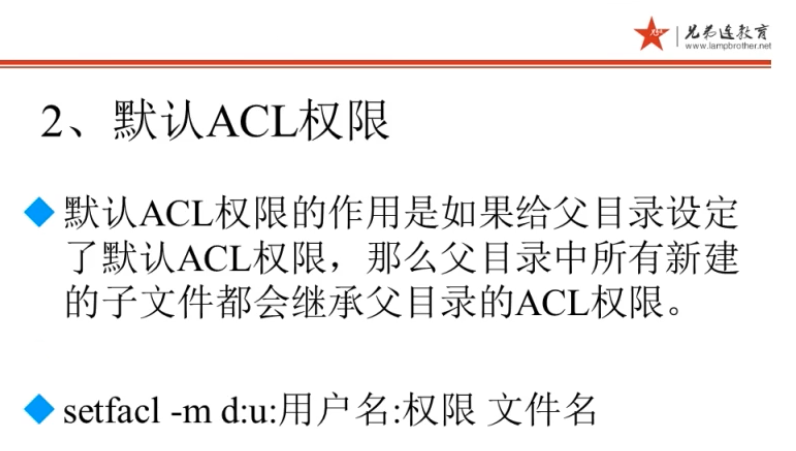 兄弟连教育
www.lampbrother.net
2、默认ACL权限
默认ACL权限的作用是如果给父目录设定
了默认ACL权限，那么父目录中所有新建
的子文件都会继承父目录的ACL权限。
setfacl -m d:u:用户名:权限 文件名